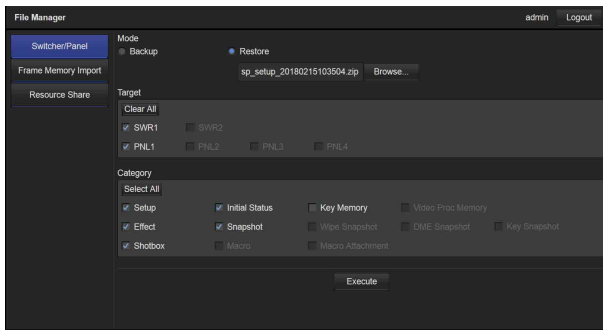 File Manager admin Logout
Switcher/Panel
Frame Memory Import
Resource Share
Mode
Backup Restore
sp_setup_20180215103504.zip Browse...
Target
Clear All
SWR1 SWR2
PNL1 PNL2 PNL3 PNL4
Category
Select All
Setup Initial Status Key Memory Video Proc Memory
Effect Snapshot Wipe Snapshot DME Snapshot Key Snapshot
Shotbox Macro Macro Attachment
Execute